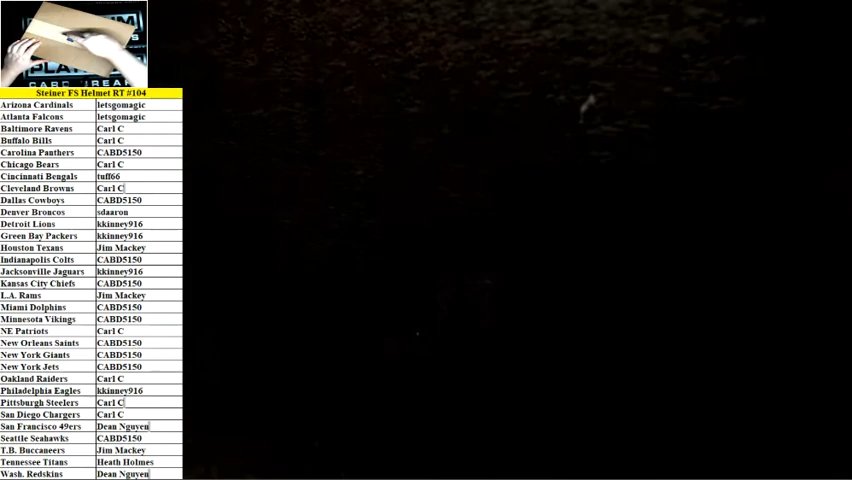 PLATINUM
CARD BREAKS
Steiner FS Helmet RT #104
Arizona Cardinals letsgomagic
Atlanta Falcons letsgomagic
Baltimore Ravens Carl C
Buffalo Bills Carl C
Carolina Panthers CABD5150
Chicago Bears Carl C
Cincinnati Bengals tuff66
Cleveland Browns Carl C
Dallas Cowboys CABD5150
Denver Broncos sdaaron
Detroit Lions kkinney916
Green Bay Packers kkinney916
Houston Texans Jim Mackey
Indianapolis Colts CABD5150
Jacksonville Jaguars kkinney916
Kansas City Chiefs CABD5150
L.A. Rams Jim Mackey
Miami Dolphins CABD5150
Minnesota Vikings CABD5150
NE Patriots Carl C
New Orleans Saints CABD5150
New York Giants CABD5150
New York Jets CABD5150
Oakland Raiders Carl C
Philadelphia Eagles kkinney916
Pittsburgh Steelers Carl C
San Diego Chargers Carl C
San Francisco 49ers Dean Nguyen
Seattle Seahawks CABD5150
T.B. Buccaneers Jim Mackey
Tennessee Titans Heath Holmes
Wash. Redskins Dean Nguyen